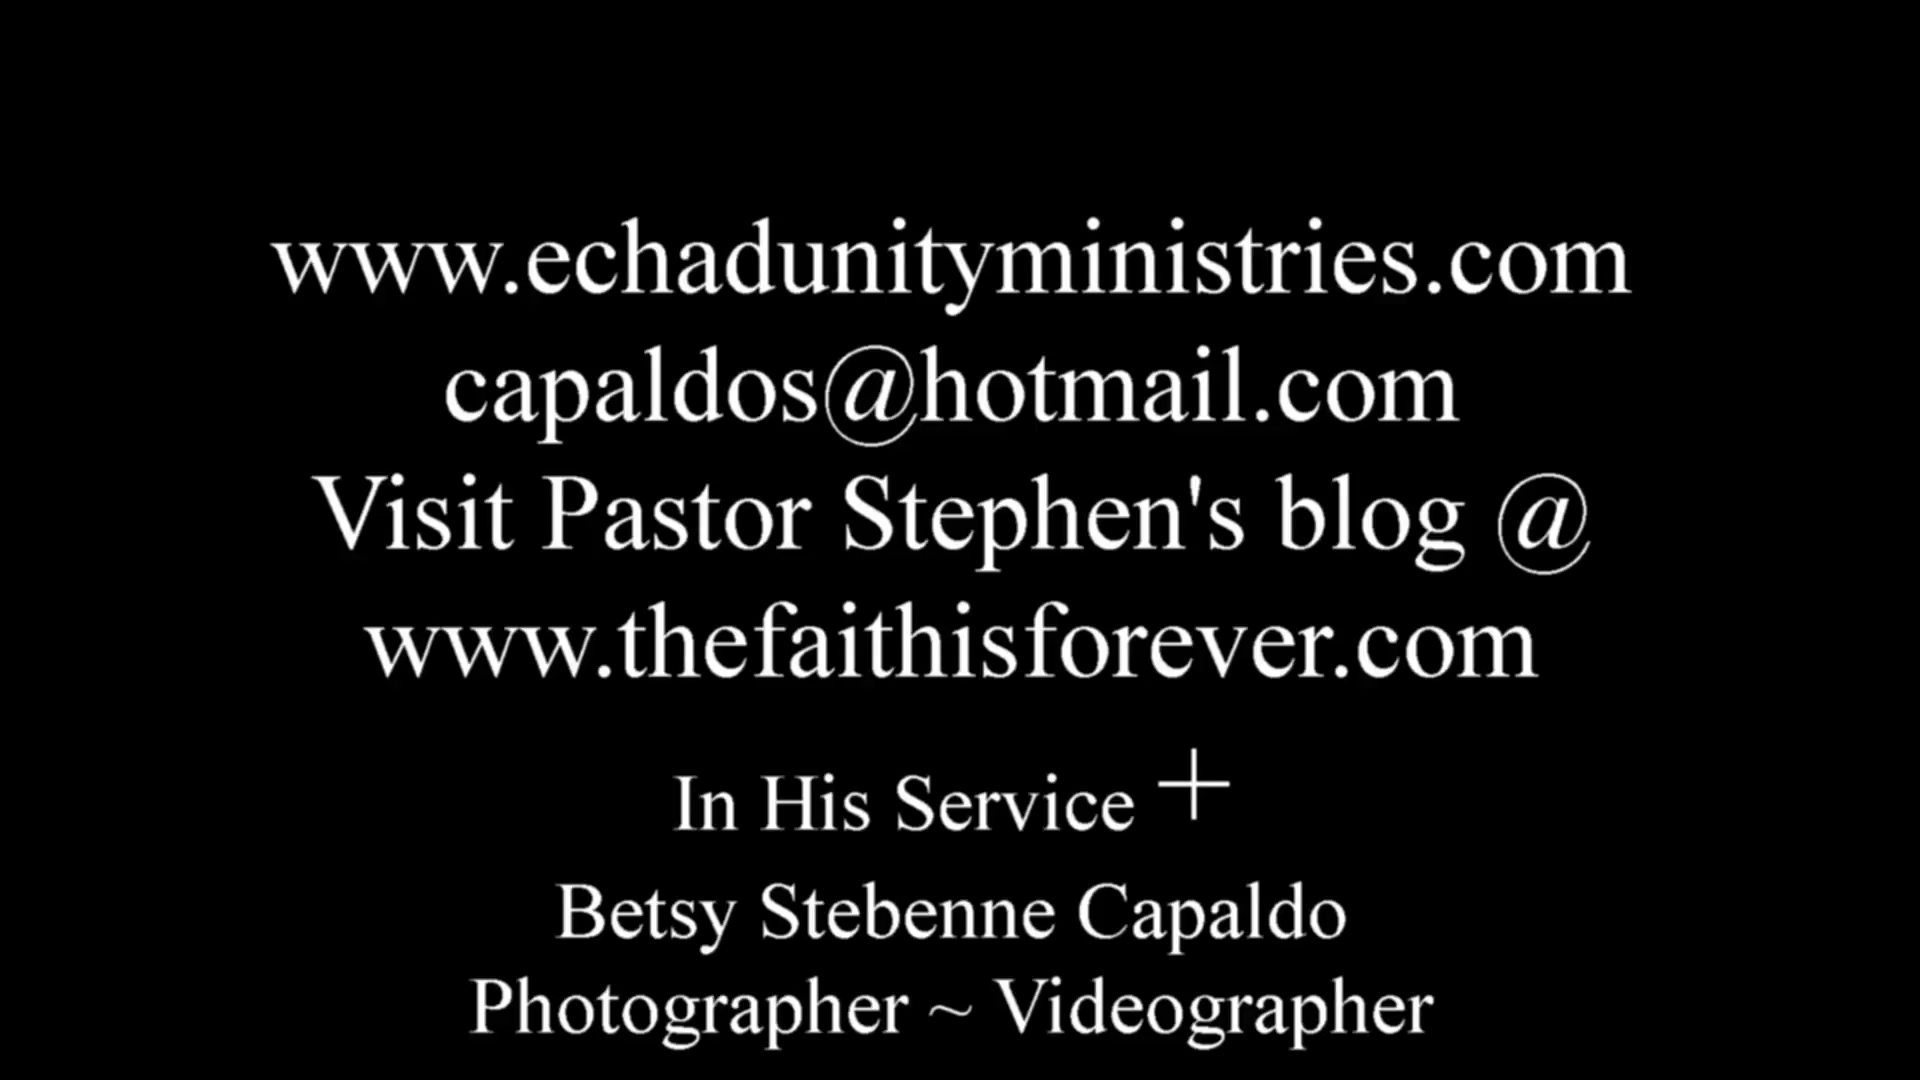 www.echadunityministries.com
capaldos@hotmail.com
Visit Pastor Stephen's blog @
www.thefaithisforever.com
In His Service +
Betsy Stebenne Capaldo
Photographer ~ Videographer